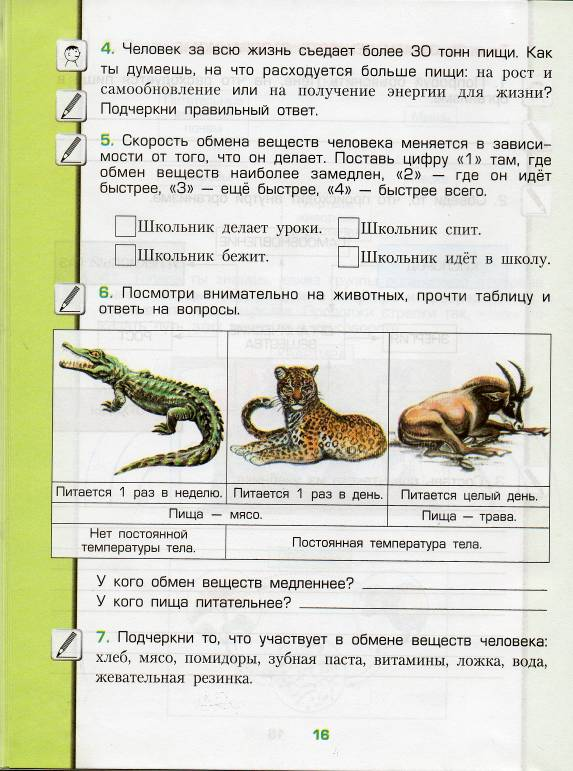 4. Человек за всю жизнь съедает более 30 тонн пищи. Как
ты думаешь, на что расходуется больше пищи: на рост и
самообновление или на получение энергии для жизни?
Подчеркни правильный ответ.
5. Скорость обмена веществ человека меняется в зависи-
мости от того, что он делает. Поставь цифру «1» там, где
обмен веществ наиболее замедлен, «2» — где он идёт
быстрее, «3» — ещё быстрее, «4» — быстрее всего.
Школьник делает уроки. Школьник спит.
Школьник бежит. Школьник идёт в школу.
6. Посмотри внимательно на животных, прочти таблицу и
ответь на вопросы.
Питается 1 раз в неделю. Питается 1 раз в день. Питается целый день.
Пища — мясо. Пища — трава.
Нет постоянной
температуры тела.
Постоянная температура тела.
У кого обмен веществ медленнее?
У кого пища питательнее?
7. Подчеркни то, что участвует в обмене веществ человека:
хлеб, мясо, помидоры, зубная паста, витамины, ложка, вода,
жевательная резинка.
16